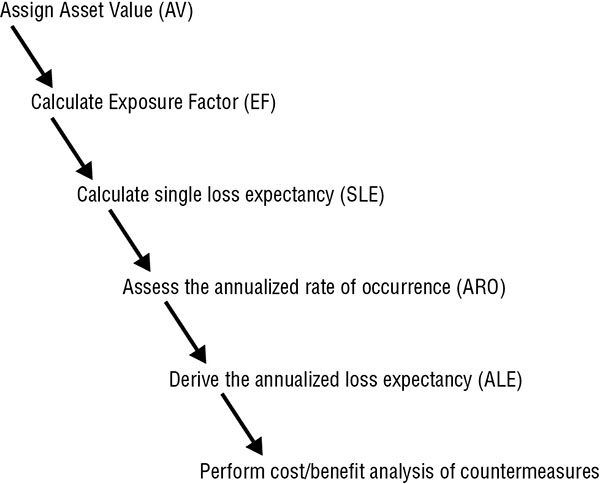 Assign Asset Value (AV)
Calculate Exposure Factor (EF)
Calculate single loss expectancy (SLE)
Assess the annualized rate of occurrence (ARO)
Derive the annualized loss expectancy (ALE)
Perform cost/benefit analysis of countermeasures